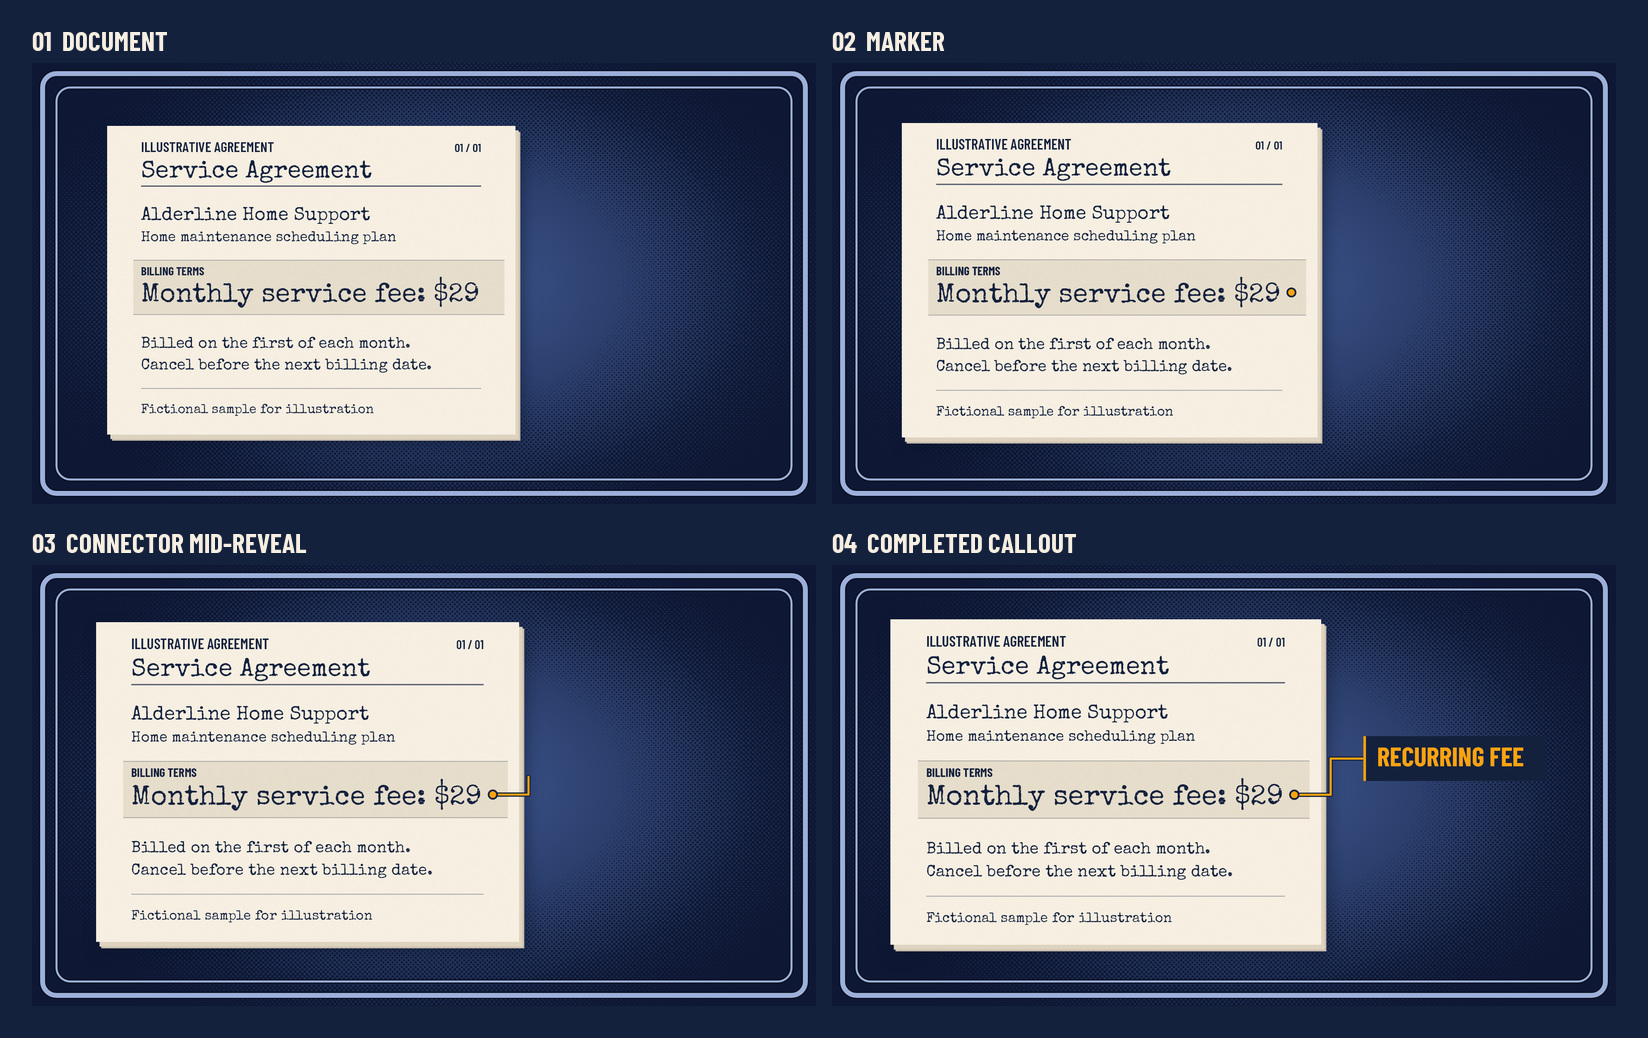 01 DOCUMENT
ILLUSTRATIVE AGREEMENT 01 / 01
Service Agreement
Alderline Home Support
Home maintenance scheduling plan
BILLING TERMS
Monthly service fee: $29
Billed on the first of each month.
Cancel before the next billing date.
Fictional sample for illustration
02 MARKER
ILLUSTRATIVE AGREEMENT 01 / 01
Service Agreement
Alderline Home Support
Home maintenance scheduling plan
BILLING TERMS
Monthly service fee: $29
Billed on the first of each month.
Cancel before the next billing date.
Fictional sample for illustration
03 CONNECTOR MID-REVEAL
ILLUSTRATIVE AGREEMENT 01 / 01
Service Agreement
Alderline Home Support
Home maintenance scheduling plan
BILLING TERMS
Monthly service fee: $29
Billed on the first of each month.
Cancel before the next billing date.
Fictional sample for illustration
04 COMPLETED CALLOUT
ILLUSTRATIVE AGREEMENT 01 / 01
Service Agreement
Alderline Home Support
Home maintenance scheduling plan
BILLING TERMS
Monthly service fee: $29
RECURRING FEE
Billed on the first of each month.
Cancel before the next billing date.
Fictional sample for illustration